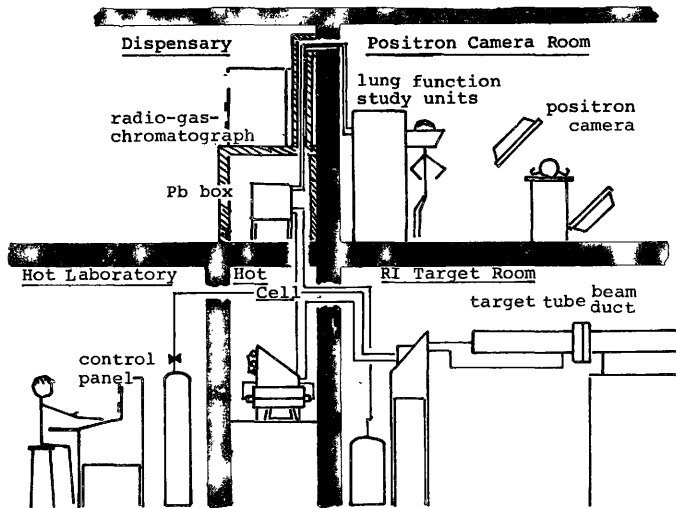 Dispensary
Positron Camera Room
lung function
study units
radio-gas-
chromatograph
positron
camera
Pb box
Hot Laboratory
Hot
Cell
RI Target Room
target tube
beam
duct
control
panel